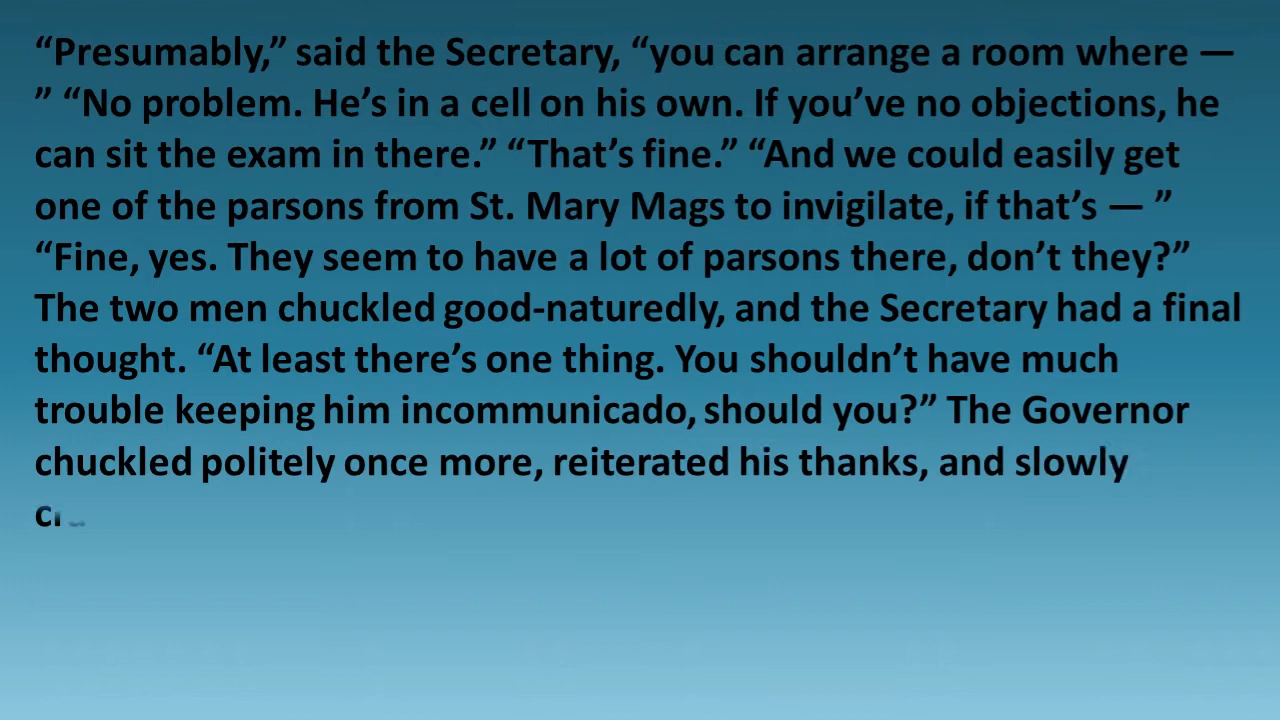 “Presumably,” said the Secretary, “you can arrange a room where —
” “No problem. He’s in a cell on his own. If you’ve no objections, he
can sit the exam in there.” “That’s fine.” “And we could easily get
one of the parsons from St. Mary Mags to invigilate, if that’s — ”
“Fine, yes. They seem to have a lot of parsons there, don’t they?”
The two men chuckled good-naturedly, and the Secretary had a final
thought. “At least there’s one thing. You shouldn’t have much
trouble keeping him incommunicado, should you?” The Governor
chuckled politely once more, reiterated his thanks, and slowly